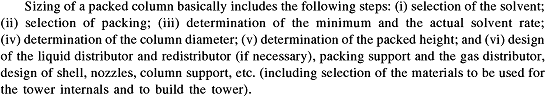 Sizing of a packed column basically includes the following steps: (i) selection of the solvent;
(ii) selection of packing; (iii) determination of the minimum and the actual solvent rate;
(iv) determination of the column diameter; (v) determination of the packed height; and (vi) design
of the liquid distributor and redistributor (if necessary), packing support and the gas distributor,
design of shell, nozzles, column support, etc. (including selection of the materials to be used for
the tower internals and to build the tower).